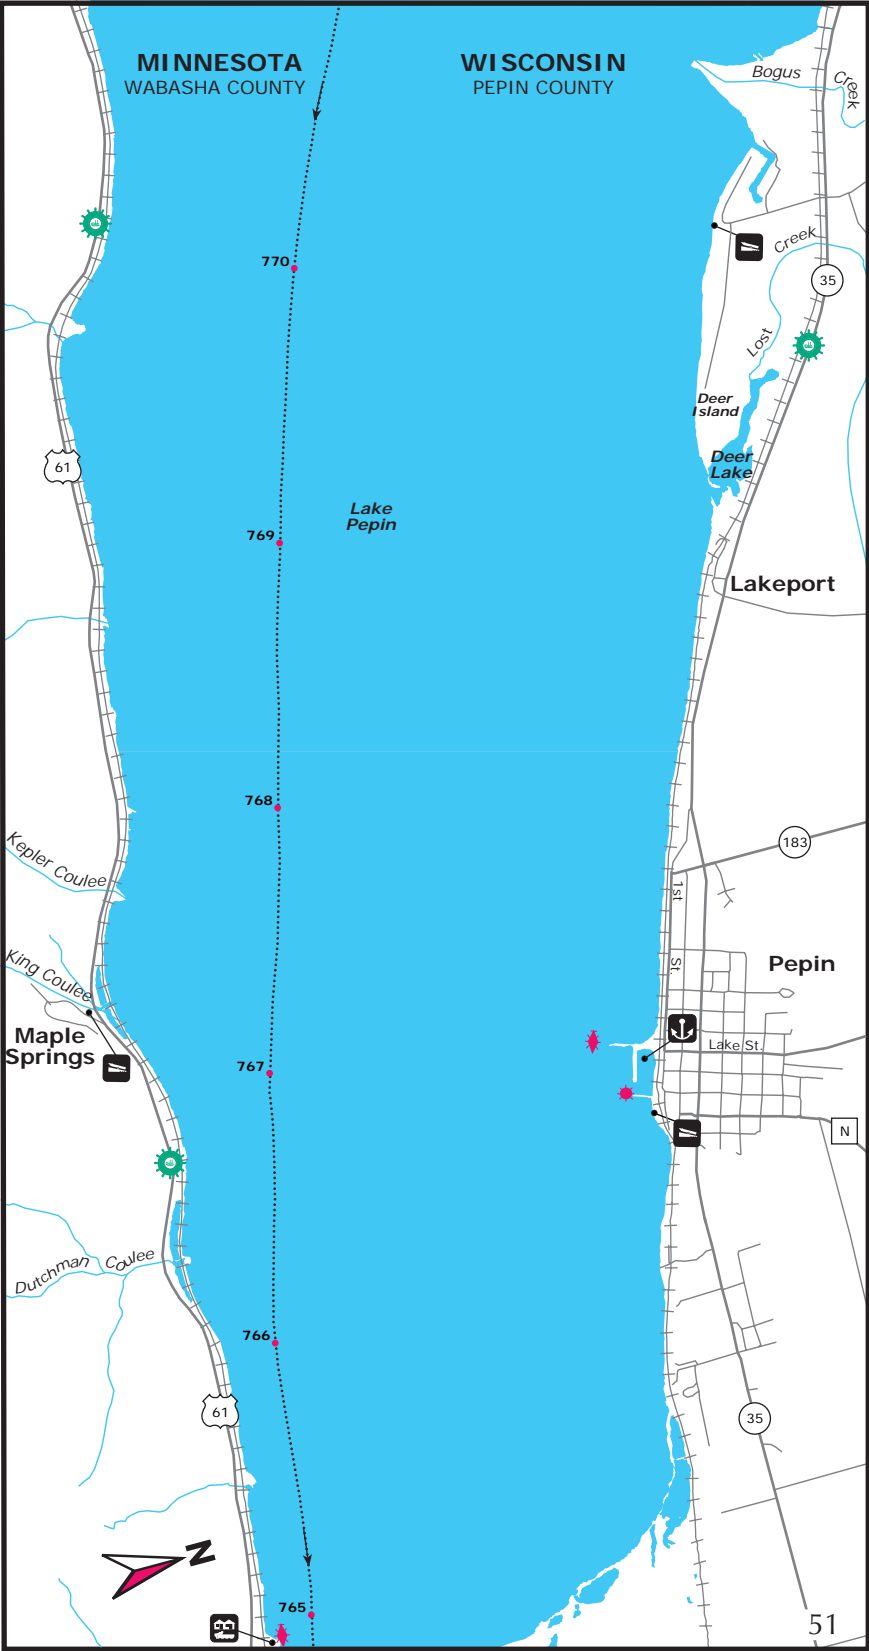 MINNESOTA
WABASHA COUNTY
WISCONSIN
PEPIN COUNTY
Bogus Creek
770
Creek
35
Lost
Deer
Island
61
Deer
Lake
769
Lake
Pepin
Lakeport
768
183
Kepler Coulee
1st St.
King Coulee
Pepin
Maple
Springs
Lake St.
767
N
Dutchman Coulee
766
61
35
N
765
51